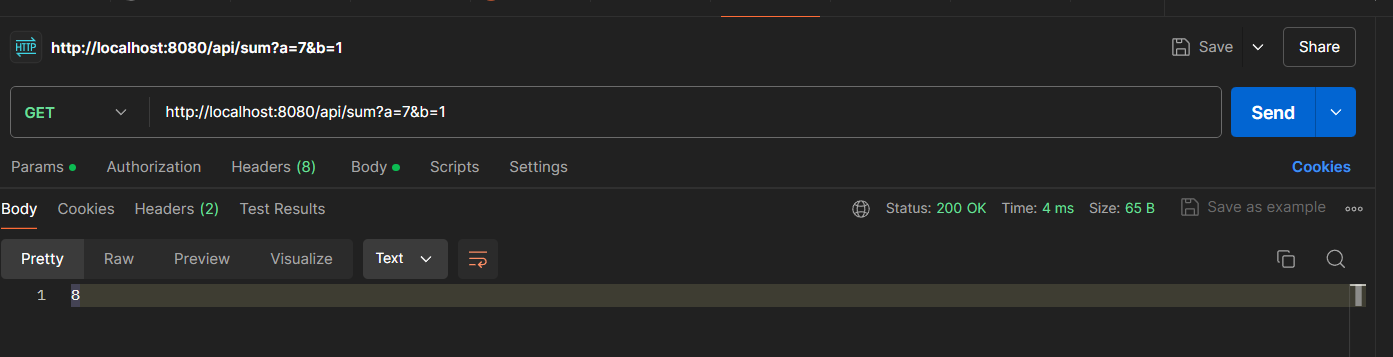 HTTP http://localhost:8080/api/sum?a=7&b=1 Save Share
GET http://localhost:8080/api/sum?a=7&b=1 Send
Params Authorization Headers (8) Body Scripts Settings Cookies
Body Cookies Headers (2) Test Results Status: 200 OK Time: 4 ms Size: 65 B Save as example
Pretty Raw Preview Visualize Text
1 8